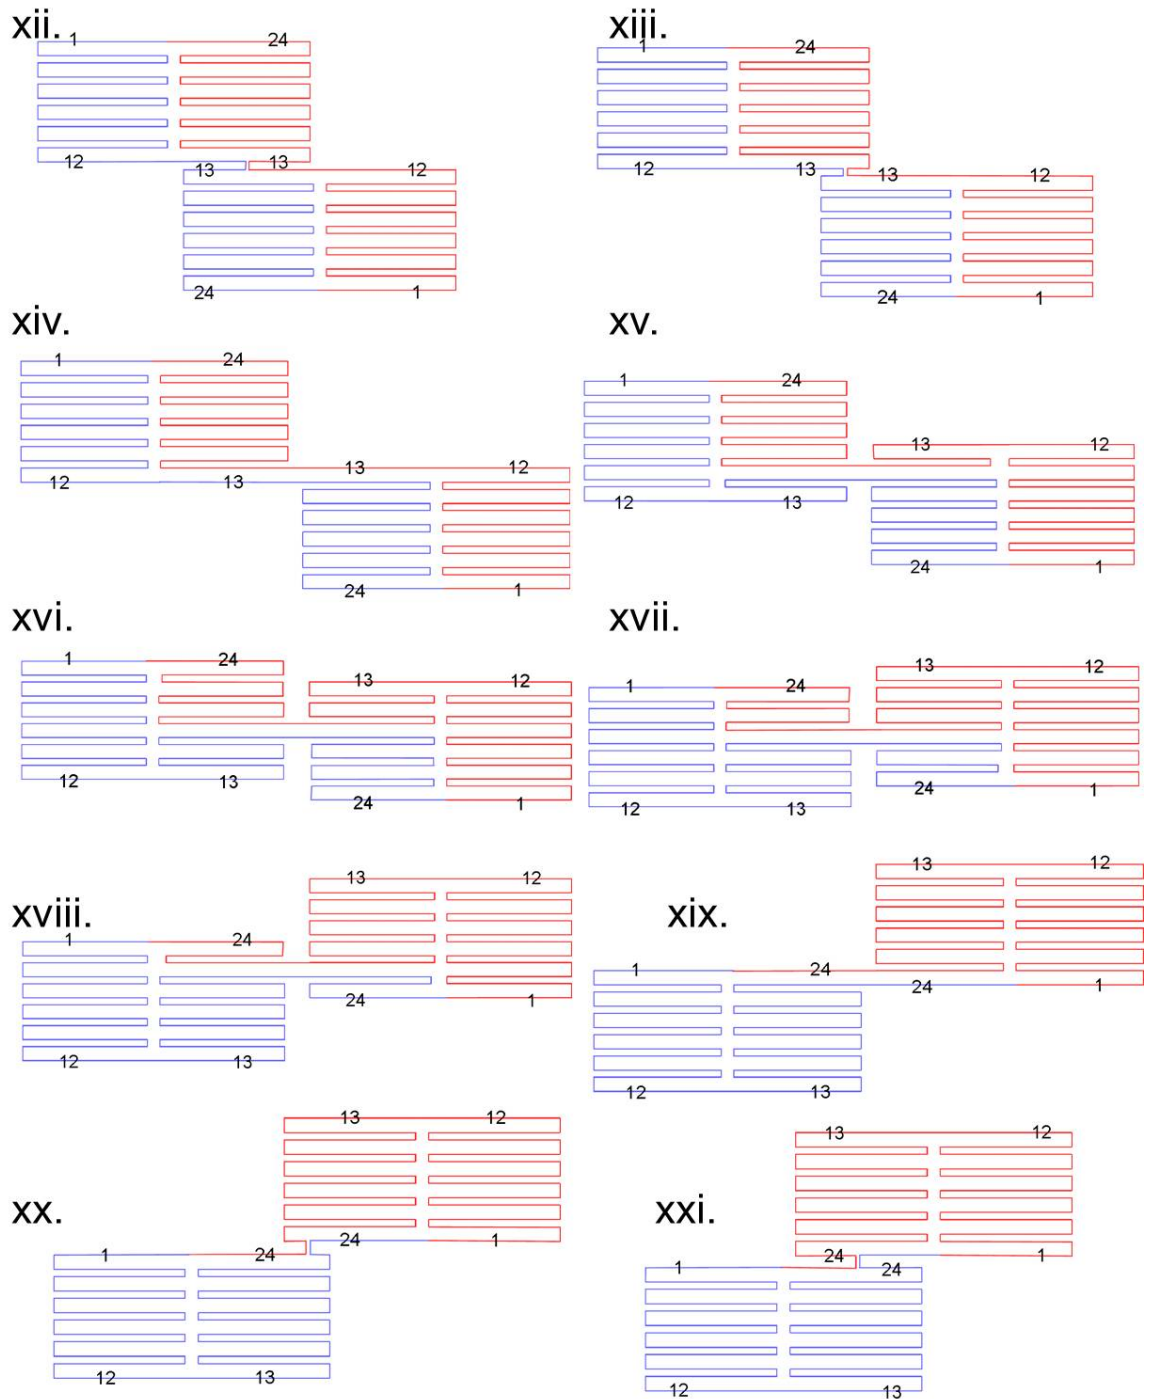 xii. xiii.
1 24 1 24
12 13 13 12 12 13 13 12
24 1 24 1
xiv. xv.
1 24 1 24
13 12 13 12
12 13 12 13
24 1 24 1
xvi. xvii.
1 24 13 12 1 24 13 12
12 13 24 1 12 13 24 1
xviii. xix.
13 12 13 12
1 24 1 24
24 1 24 1
12 13 12 13
xx. xxi.
13 12 13 12
1 24 24 1 1 24 24 1
12 13 12 13